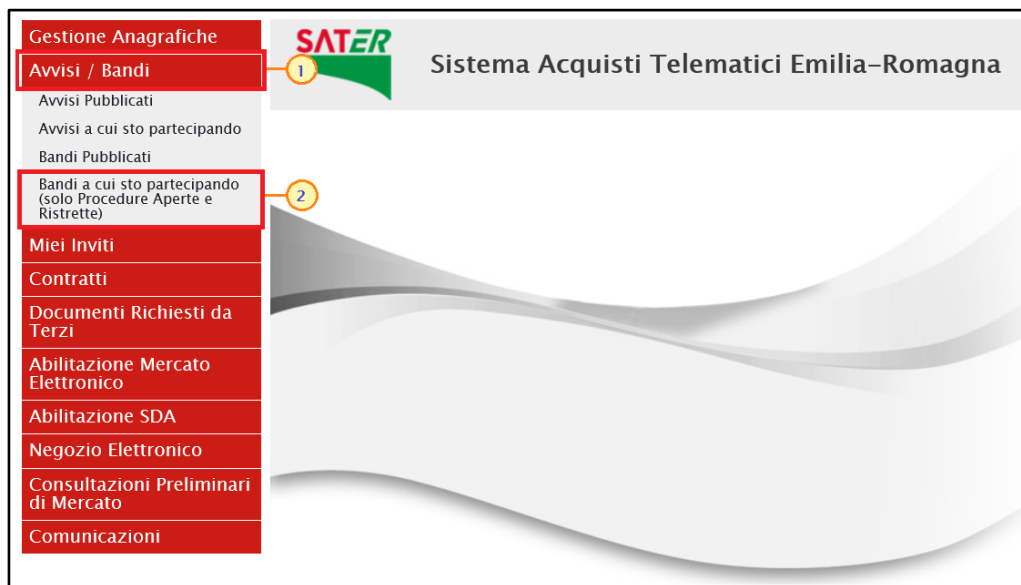 Gestione Anagrafiche
Avvisi / Bandi
Avvisi Pubblicati
Avvisi a cui sto partecipando
Bandi Pubblicati
Bandi a cui sto partecipando
(solo Procedure Aperte e
Ristrette)
Miei Inviti
Contratti
Documenti Richiesti da
Terzi
Abilitazione Mercato
Elettronico
Abilitazione SDA
Negozio Elettronico
Consultazioni Preliminari
di Mercato
Comunicazioni
1
2
SATER
Sistema Acquisti Telematici Emilia-Romagna